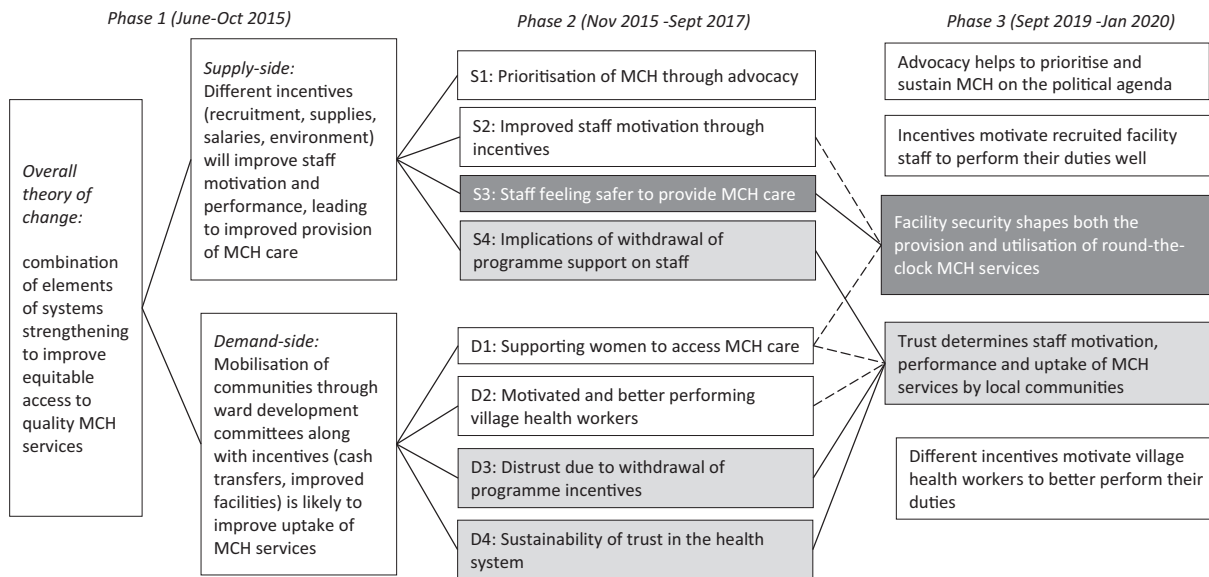 Phase 1 (June-Oct 2015)
Phase 2 (Nov 2015 -Sept 2017)
Phase 3 (Sept 2019 -Jan 2020)
Overall
theory of
change:
combination
of elements
of systems
strengthening
to improve
equitable
access to
quality MCH
services
Supply-side:
Different incentives
(recruitment, supplies,
salaries, environment)
will improve staff
motivation and
performance, leading
to improved provision
of MCH care
Demand-side:
Mobilisation of
communities through
ward development
committees along
with incentives (cash
transfers, improved
facilities) is likely to
improve uptake of
MCH services
S1: Prioritisation of MCH through advocacy
S2: Improved staff motivation through
incentives
S3: Staff feeling safer to provide MCH care
S4: Implications of withdrawal of
programme support on staff
D1: Supporting women to access MCH care
D2: Motivated and better performing
village health workers
D3: Distrust due to withdrawal of
programme incentives
D4: Sustainability of trust in the health
system
Advocacy helps to prioritise and
sustain MCH on the political agenda
Incentives motivate recruited facility
staff to perform their duties well
Facility security shapes both the
provision and utilisation of round-the-
clock MCH services
Trust determines staff motivation,
performance and uptake of MCH
services by local communities
Different incentives motivate village
health workers to better perform their
duties